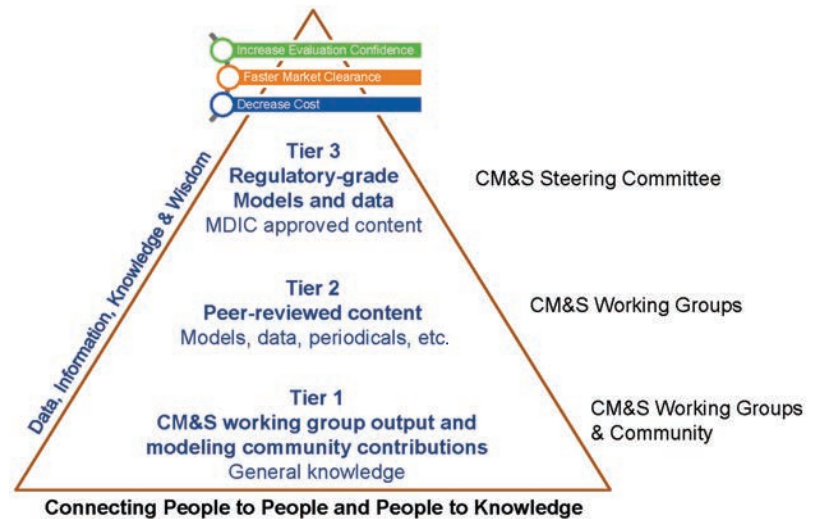 Increase Evaluation Confidence
Faster Market Clearance
Decrease Cost
Tier 3
Regulatory-grade
Models and data
MDIC approved content
CM&S Steering Committee
Data, Information, Knowledge & Wisdom
Tier 2
Peer-reviewed content
Models, data, periodicals, etc.
CM&S Working Groups
Tier 1
CM&S working group output and
modeling community contributions
General knowledge
CM&S Working Groups
& Community
Connecting People to People and People to Knowledge